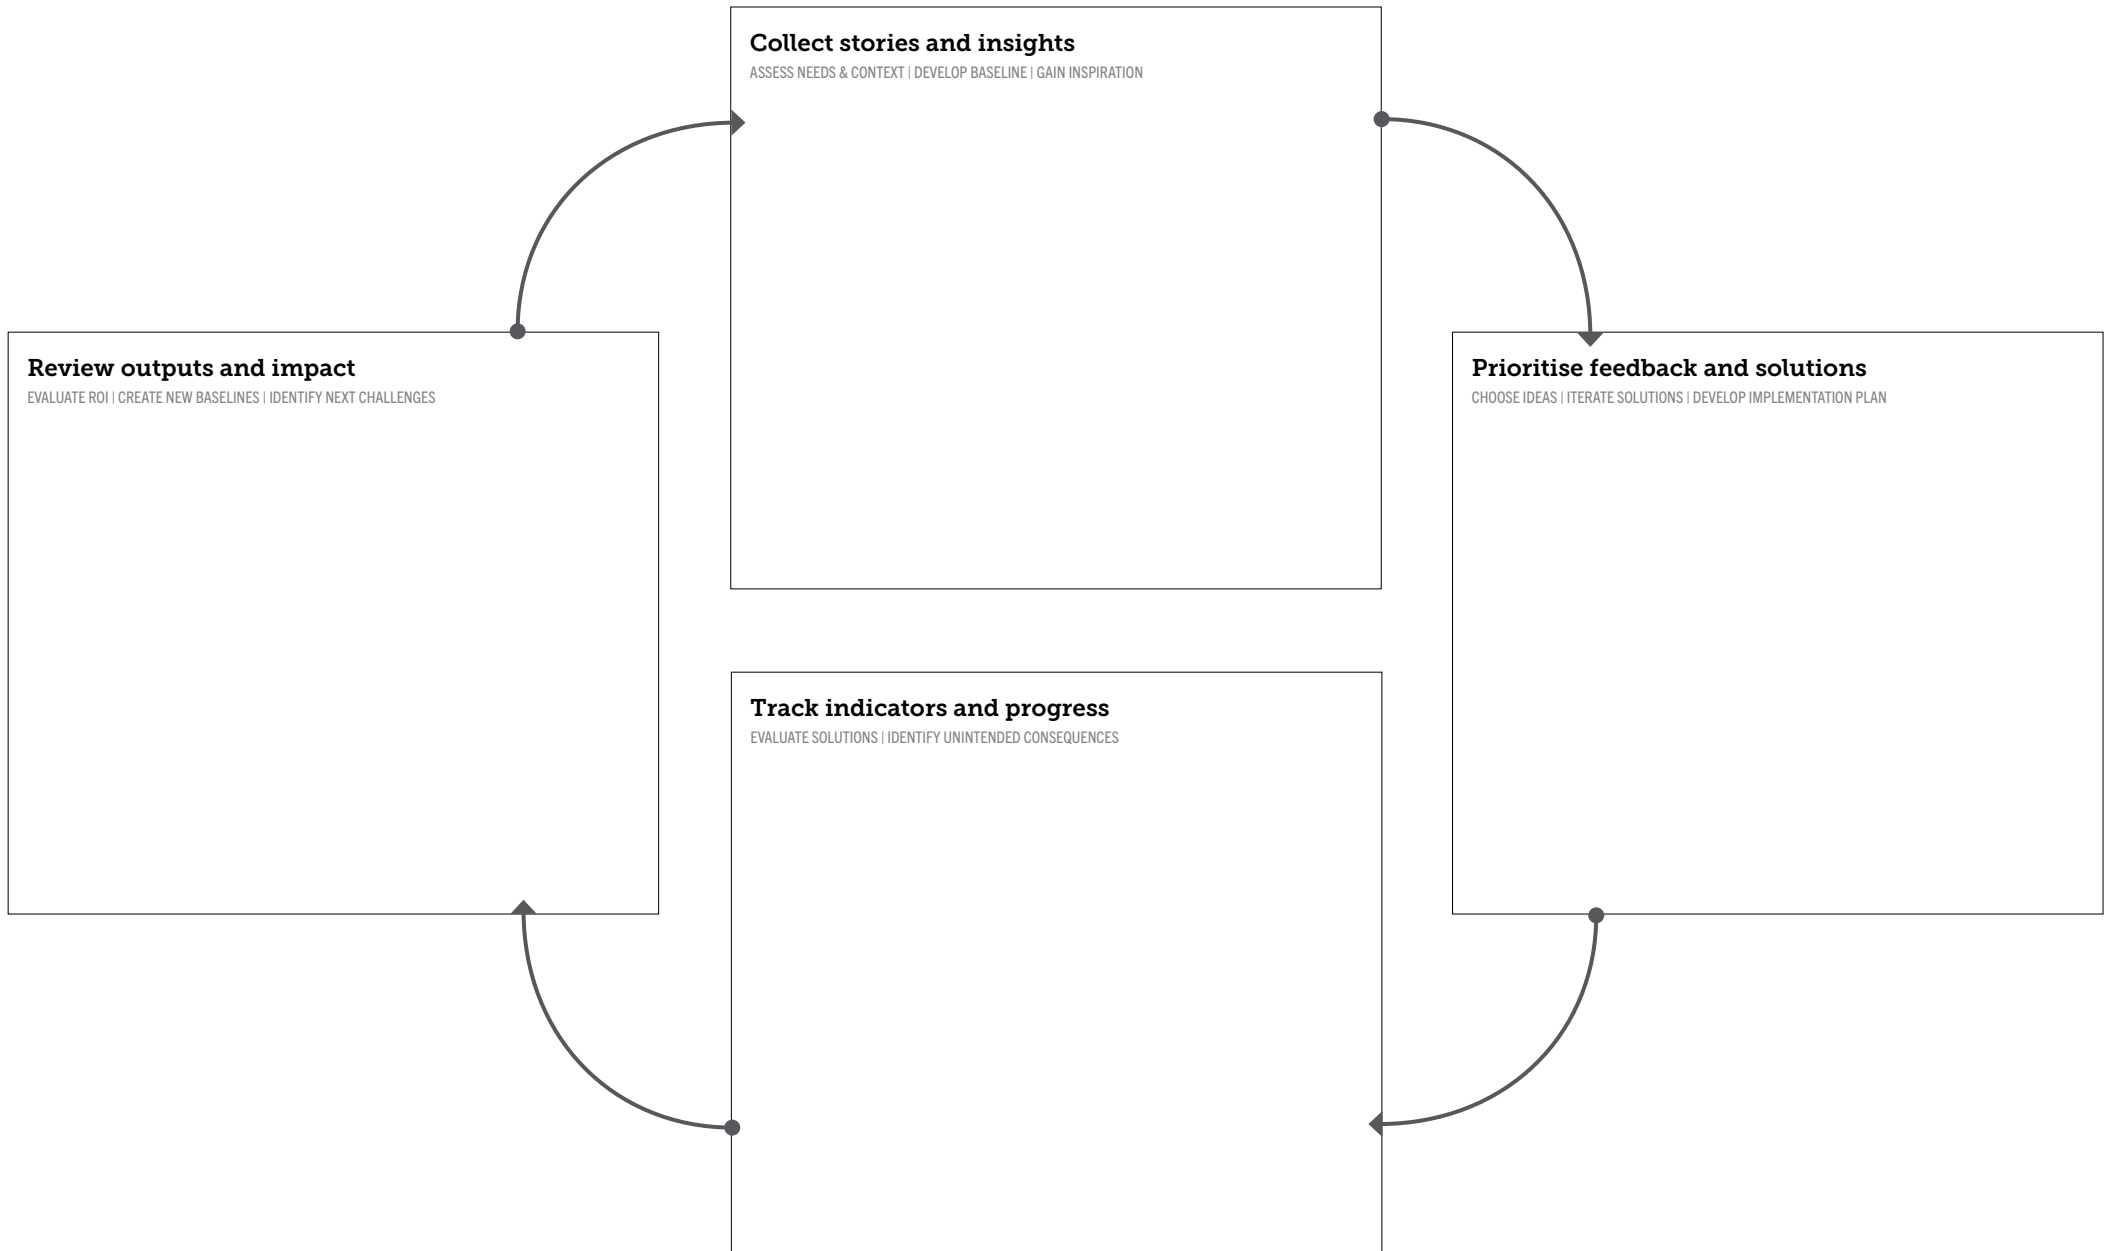 Collect stories and insights
ASSESS NEEDS & CONTEXT | DEVELOP BASELINE | GAIN INSPIRATION
Review outputs and impact
EVALUATE ROI | CREATE NEW BASELINES | IDENTIFY NEXT CHALLENGES
Prioritise feedback and solutions
CHOOSE IDEAS | ITERATE SOLUTIONS | DEVELOP IMPLEMENTATION PLAN
Track indicators and progress
EVALUATE SOLUTIONS | IDENTIFY UNINTENDED CONSEQUENCES